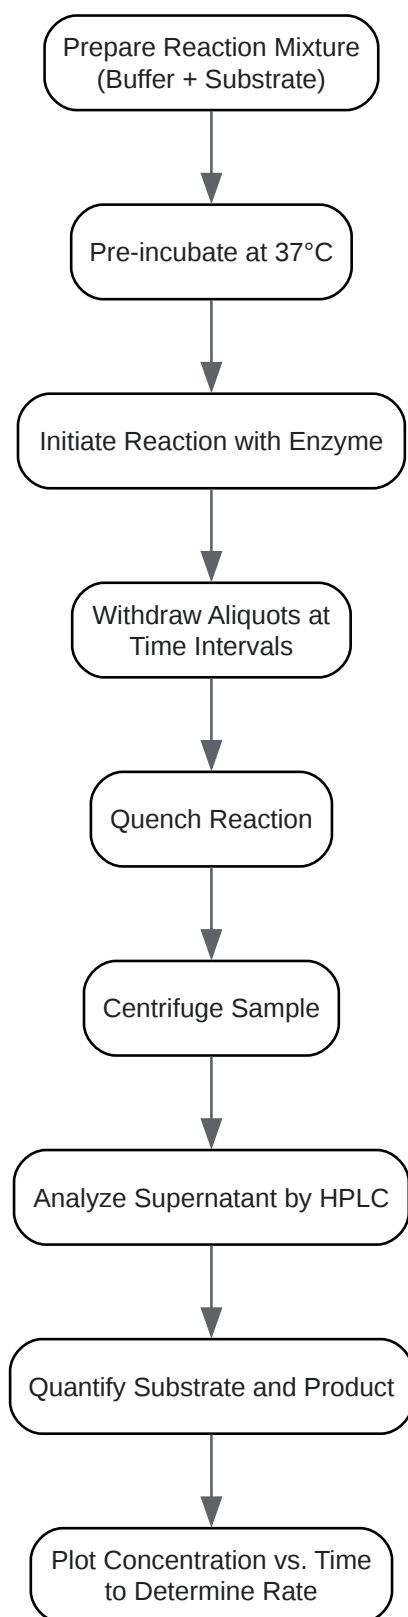 Prepare Reaction Mixture
(Buffer + Substrate)
Pre-incubate at 37°C
Initiate Reaction with Enzyme
Withdraw Aliquots at
Time Intervals
Quench Reaction
Centrifuge Sample
Analyze Supernatant by HPLC
Quantify Substrate and Product
Plot Concentration vs. Time
to Determine Rate